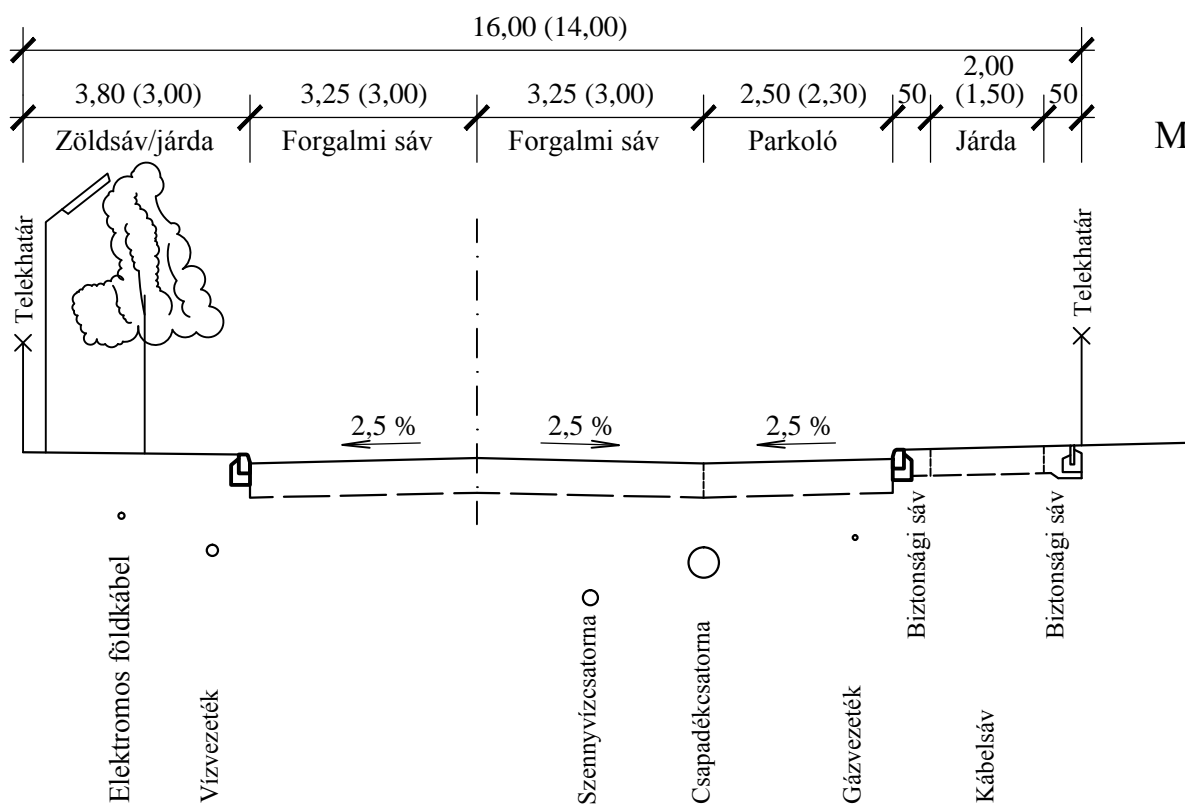 16,00 (14,00)
3,80 (3,00)
3,25 (3,00)
3,25 (3,00)
2,50 (2,30)
50
2,00
(1,50)
50
Zöldsáv/járda
Forgalmi sáv
Forgalmi sáv
Parkoló
Járda
M
Telekhatár
Telekhatár
2,5 %
2,5 %
2,5 %
Elektromos földkábel
Vízvezeték
Szennyvízcsatorna
Csapadékcsatorna
Gázvezeték
Biztonsági sáv
Kábelsáv
Biztonsági sáv